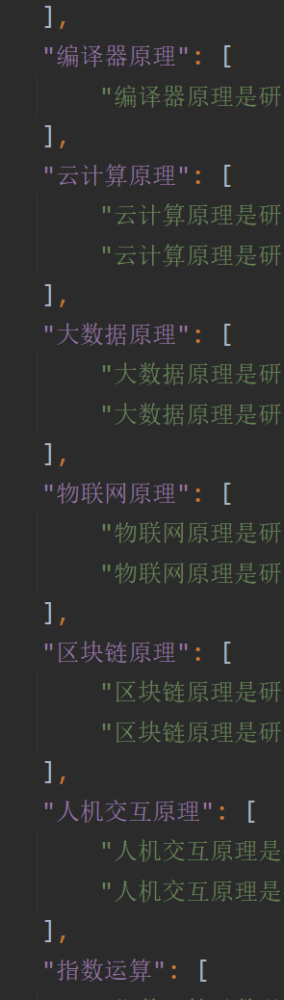 ],
"编译器原理": [
"编译器原理是研
],
"云计算原理": [
"云计算原理是研
"云计算原理是研
],
"大数据原理": [
"大数据原理是研
"大数据原理是研
],
"物联网原理": [
"物联网原理是研
"物联网原理是研
],
"区块链原理": [
"区块链原理是研
"区块链原理是研
],
"人机交互原理": [
"人机交互原理是
"人机交互原理是
],
"指数运算": [